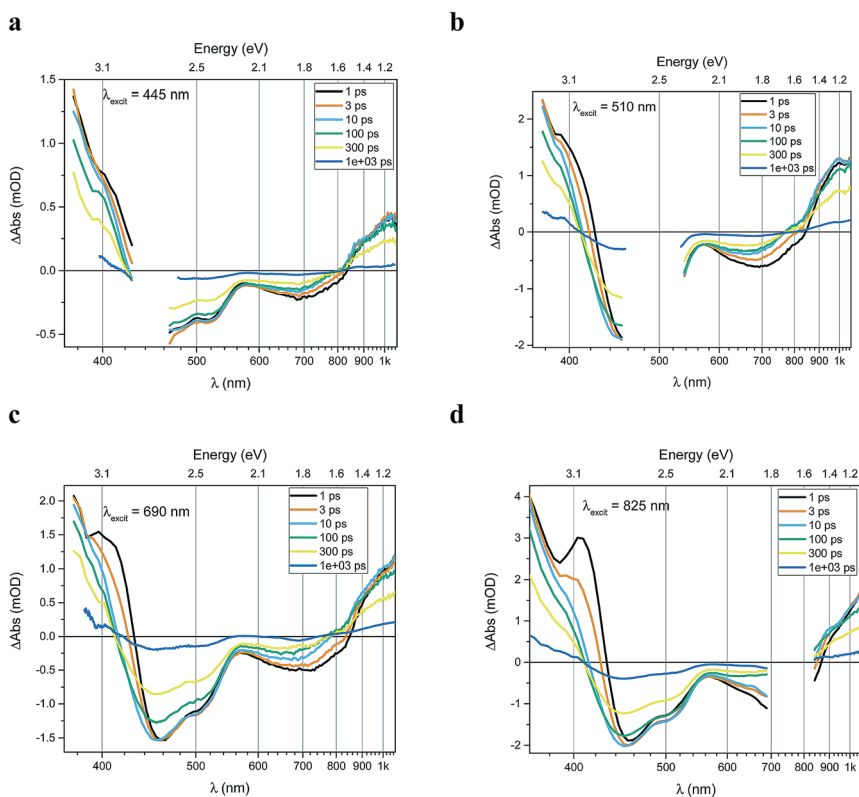 a
Energy (eV)
3.1 2.5 2.1 1.8 1.6 1.4 1.2
λexcit = 445 nm
1 ps
3 ps
10 ps
100 ps
300 ps
1e+03 ps
1.5
1.0
0.5
0.0
-0.5
ΔAbs (mOD)
400 500 600 700 800 900 1k
λ (nm)
b
Energy (eV)
3.1 2.5 2.1 1.8 1.6 1.4 1.2
λexcit = 510 nm
1 ps
3 ps
10 ps
100 ps
300 ps
1e+03 ps
2
1
0
-1
-2
ΔAbs (mOD)
400 500 600 700 800 900 1k
λ (nm)
c
Energy (eV)
3.1 2.5 2.1 1.8 1.6 1.4 1.2
λexcit = 690 nm
1 ps
3 ps
10 ps
100 ps
300 ps
1e+03 ps
2.0
1.5
1.0
0.5
0.0
-0.5
-1.0
-1.5
ΔAbs (mOD)
400 500 600 700 800 900 1k
λ (nm)
d
Energy (eV)
3.1 2.5 2.1 1.8 1.6 1.4 1.2
λexcit = 825 nm
1 ps
3 ps
10 ps
100 ps
300 ps
1e+03 ps
4
3
2
1
0
-1
-2
ΔAbs (mOD)
400 500 600 700 800 900 1k
λ (nm)